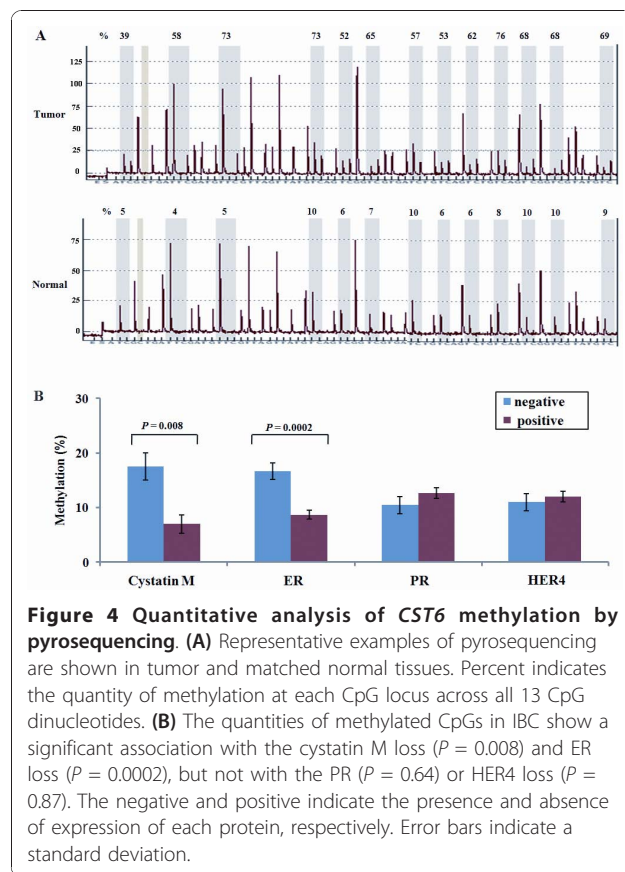 A
% 39 58 73 73 52 65 57 53 62 76 68 68 69
125
100
75
Tumor
50
25
0
% 5 4 5 10 6 7 10 6 6 8 10 10 9
75
Normal
50
25
0
B
negative
positive
P = 0.008
P = 0.0002
Methylation (%)
30
20
10
0
Cystatin M ER PR HER4
Figure 4 Quantitative analysis of CST6 methylation by
pyrosequencing. (A) Representative examples of pyrosequencing
are shown in tumor and matched normal tissues. Percent indicates
the quantity of methylation at each CpG locus across all 13 CpG
dinucleotides. (B) The quantities of methylated CpGs in IBC show a
significant association with the cystatin M loss (P = 0.008) and ER
loss (P = 0.0002), but not with the PR (P = 0.64) or HER4 loss (P =
0.87). The negative and positive indicate the presence and absence
of expression of each protein, respectively. Error bars indicate a
standard deviation.